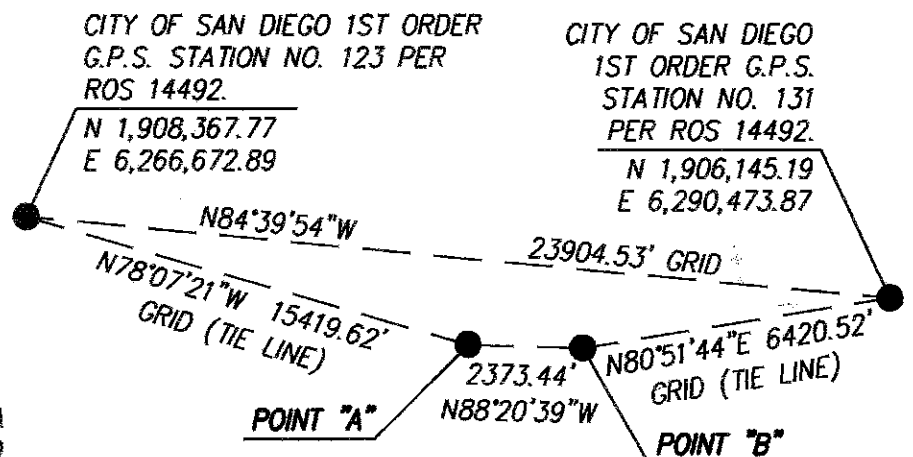 CITY OF SAN DIEGO 1ST ORDER
G.P.S. STATION NO. 123 PER
ROS 14492.
N 1,908,367.77
E 6,266,672.89
CITY OF SAN DIEGO
1ST ORDER G.P.S.
STATION NO. 131
PER ROS 14492.
N 1,906,145.19
E 6,290,473.87
N84°39'54"W
23904.53' GRID
N78°07'21"W 15419.62'
GRID (TIE LINE)
2373.44'
N88°20'39"W
N80°51'44"E 6420.52'
GRID (TIE LINE)
POINT "A"
POINT "B"